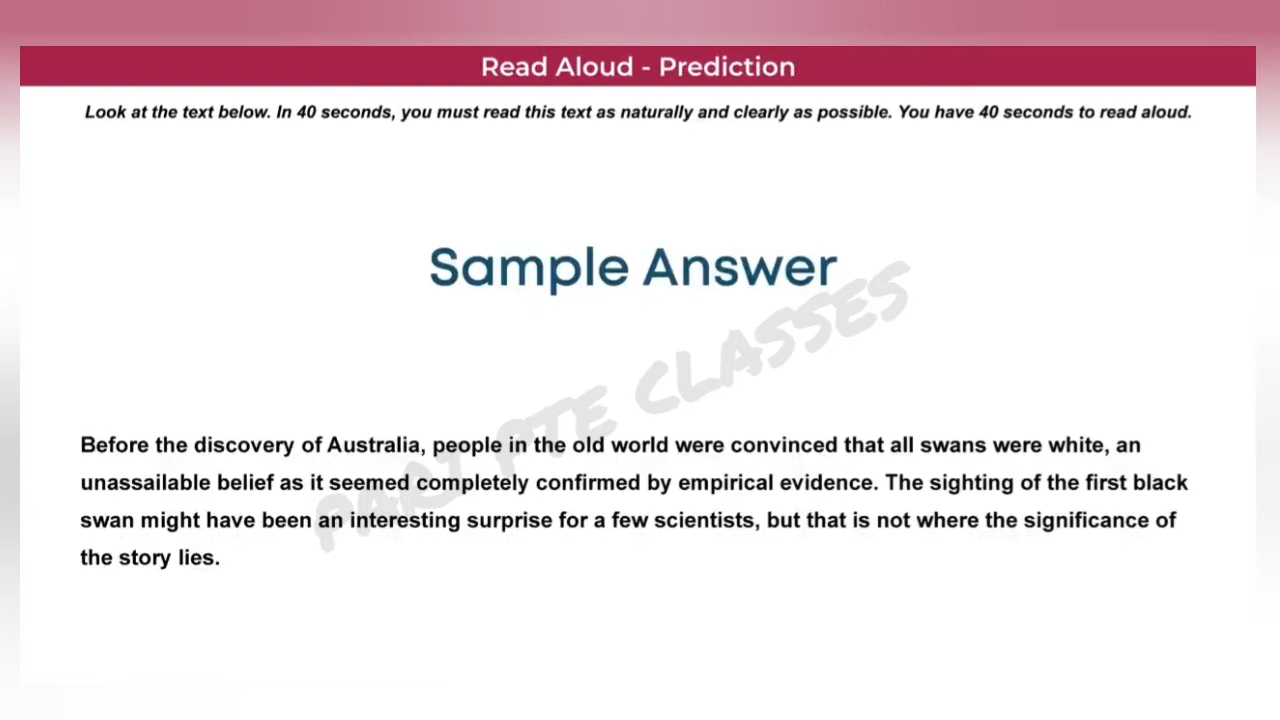 Read Aloud - Prediction
Look at the text below. In 40 seconds, you must read this text as naturally and clearly as possible. You have 40 seconds to read aloud.
Sample Answer
PARI PTE CLASSES
Before the discovery of Australia, people in the old world were convinced that all swans were white, an
unassailable belief as it seemed completely confirmed by empirical evidence. The sighting of the first black
swan might have been an interesting surprise for a few scientists, but that is not where the significance of
the story lies.